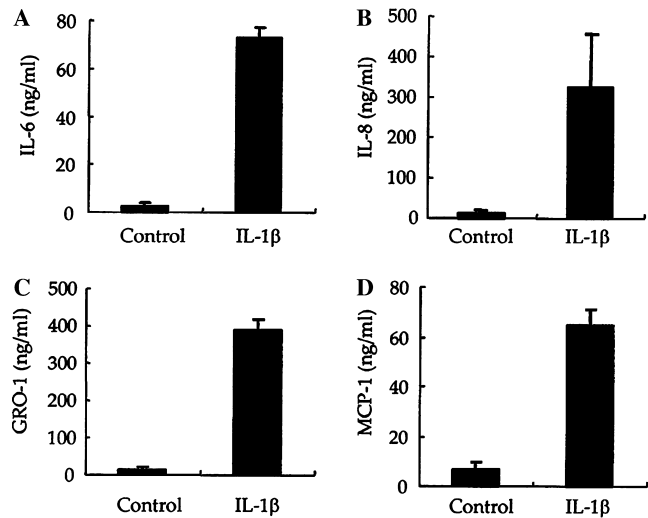 A
IL-6 (ng/ml)
80
60
40
20
0
Control IL-1β
B
IL-8 (ng/ml)
500
400
300
200
100
0
Control IL-1β
C
GRO-1 (ng/ml)
500
400
300
200
100
0
Control IL-1β
D
MCP-1 (ng/ml)
80
60
40
20
0
Control IL-1β